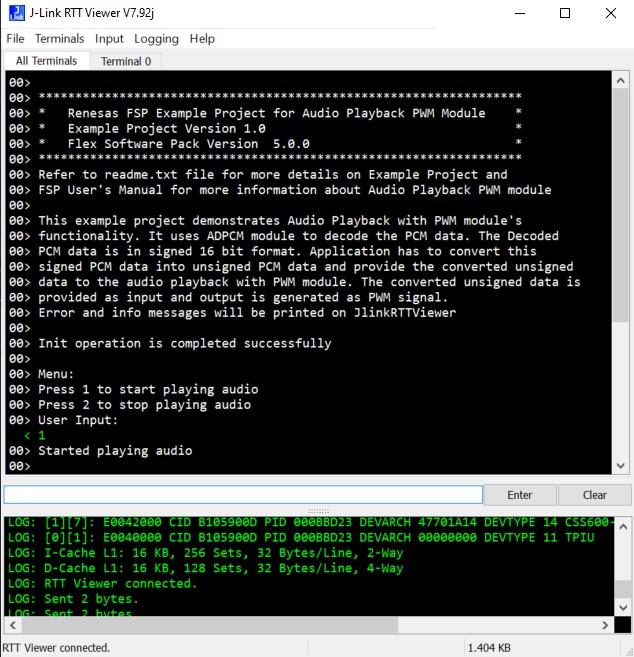 J-Link RTT Viewer V7.92j
File Terminals Input Logging Help
All Terminals Terminal 0
00>
00> *******************************************************************
00> *   Renesas FSP Example Project for Audio Playback PWM Module    *
00> *   Example Project Version 1.0                                   *
00> *   Flex Software Pack Version  5.0.0                             *
00> *******************************************************************
00> Refer to readme.txt file for more details on Example Project and
00> FSP User's Manual for more information about Audio Playback PWM module
00>
00> This example project demonstrates Audio Playback with PWM module's
00> functionality. It uses ADPCM module to decode the PCM data. The Decoded
00> PCM data is in signed 16 bit format. Application has to convert this
00> signed PCM data into unsigned PCM data and provide the converted unsigned
00> data to the audio playback with PWM module. The converted unsigned data is
00> provided as input and output is generated as PWM signal.
00> Error and info messages will be printed on JlinkRTTViewer
00>
00> Init operation is completed successfully
00>
00> Menu:
00> Press 1 to start playing audio
00> Press 2 to stop playing audio
00> User Input:
< 1
00> Started playing audio
00>
Enter Clear
LOG: [1][7]: E0042000 CID B105900D PID 000BBD23 DEVARCH 47701A14 DEVTYPE 14 CSS600-
LOG: [0][1]: E0040000 CID B105900D PID 000BBD23 DEVARCH 00000000 DEVTYPE 11 TPIU
LOG: I-Cache L1: 16 KB, 256 Sets, 32 Bytes/Line, 2-Way
LOG: D-Cache L1: 16 KB, 128 Sets, 32 Bytes/Line, 4-Way
LOG: RTT Viewer connected.
LOG: Sent 2 bytes.
LOG: Sent 2 bytes
RTT Viewer connected. 1.404 KB